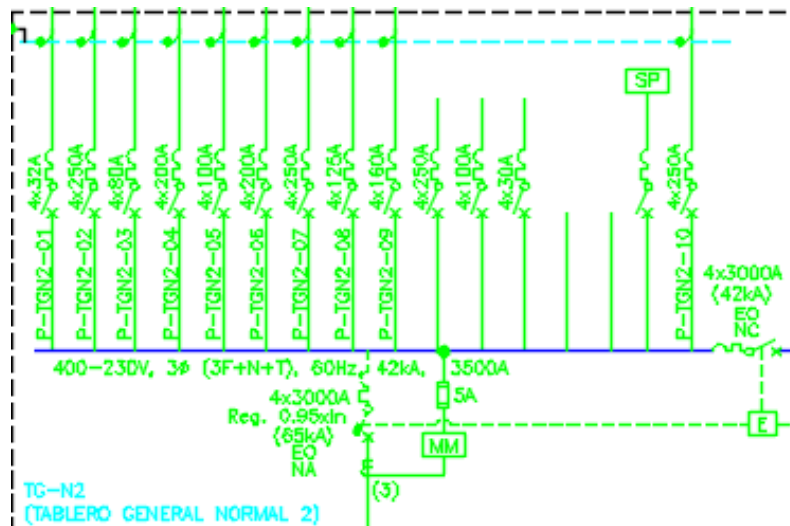 SP
4x32A
4x250A
4x80A
4x200A
4x100A
4x200A
4x250A
4x125A
4x160A
4x250A
4x100A
4x30A
4x250A
P-TGN2-01
P-TGN2-02
P-TGN2-03
P-TGN2-04
P-TGN2-05
P-TGN2-06
P-TGN2-07
P-TGN2-08
P-TGN2-09
P-TGN2-10
4x3000A
(42kA)
EO
NC
400-230V, 3Ø (3F+N+T), 60Hz, 42kA, 3500A
4x3000A
Reg. 0.95xIn
(65kA)
EO
NA
5A
MM
E
(3)
TG-N2
(TABLERO GENERAL NORMAL 2)